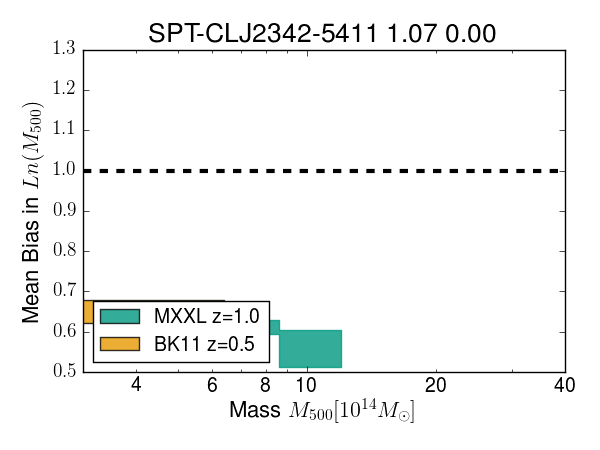 SPT-CLJ2342-5411 1.07 0.00
1.3
1.2
1.1
1.0
0.9
0.8
0.7
0.6
0.5
Mean Bias in Ln(M500)
MXXL z=1.0
BK11 z=0.5
4 6 8 10 20 40
Mass M500[10^14 M⊙]